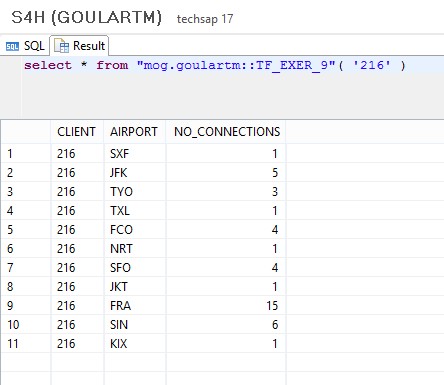 S4H (GOULARTM) techsap 17
SQL SQL Result
select * from "mog.goulartm::TF_EXER_9"( '216' )
CLIENT AIRPORT NO_CONNECTIONS
1 216 SXF 1
2 216 JFK 5
3 216 TYO 3
4 216 TXL 1
5 216 FCO 4
6 216 NRT 1
7 216 SFO 4
8 216 JKT 1
9 216 FRA 15
10 216 SIN 6
11 216 KIX 1